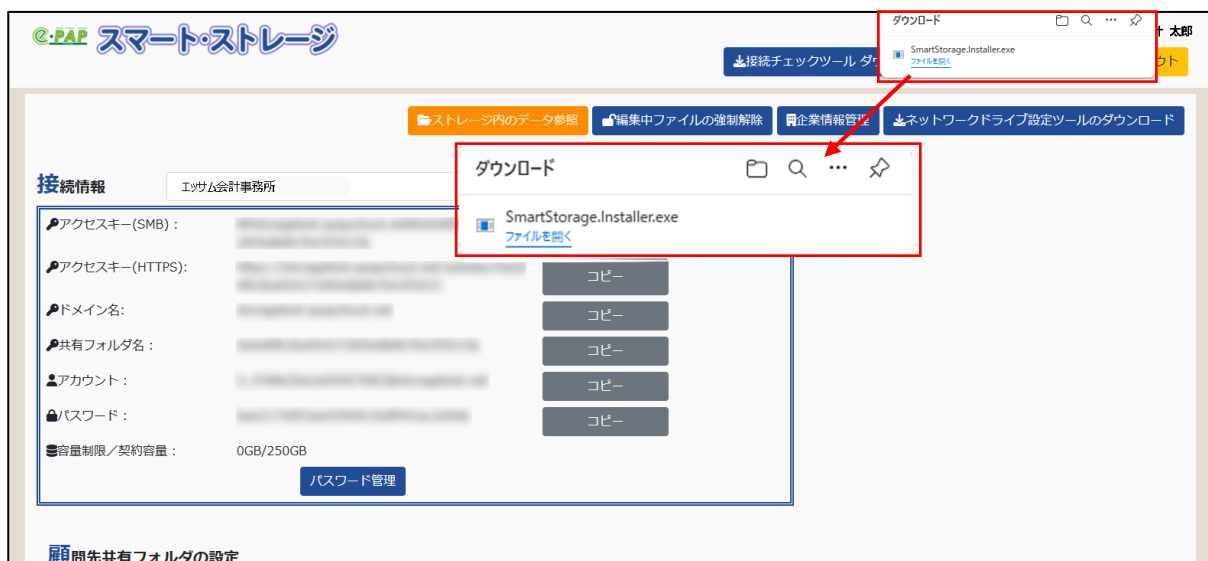 e-PAP スマート・ストレージ
ダウンロード
SmartStorage.Installer.exe
ファイルを開く
太郎
接続チェックツール ダウ
ウト
ストレージ内のデータ参照 編集中ファイルの強制解除 企業情報管理 ネットワークドライブ設定ツールのダウンロード
ダウンロード
SmartStorage.Installer.exe
ファイルを開く
接続情報 エッサム会計事務所
アクセスキー(SMB)：
アクセスキー(HTTPS): コピー
ドメイン名: コピー
共有フォルダ名： コピー
アカウント： コピー
パスワード： コピー
容量制限／契約容量： 0GB/250GB
パスワード管理
顧問先共有フォルダの設定